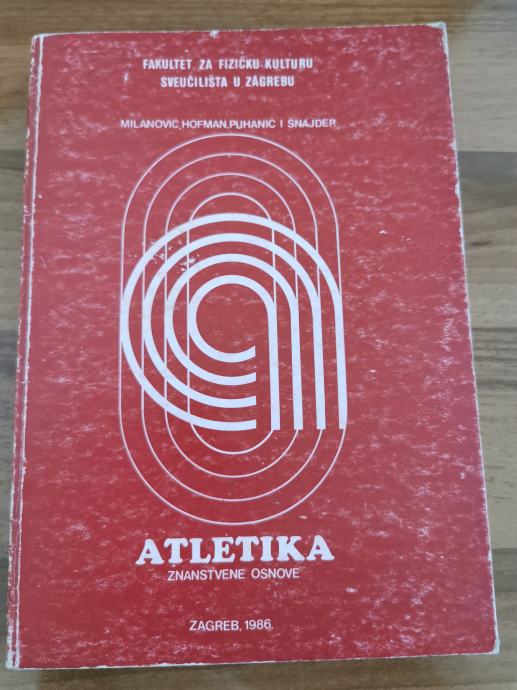 FAKULTET ZA FIZIČKU KULTURU
SVEUČILIŠTA U ZAGREBU
MILANOVIĆ, HOFMAN, PUHANIĆ I ŠNAJDER
ATLETIKA
ZNANSTVENE OSNOVE
ZAGREB, 1986.